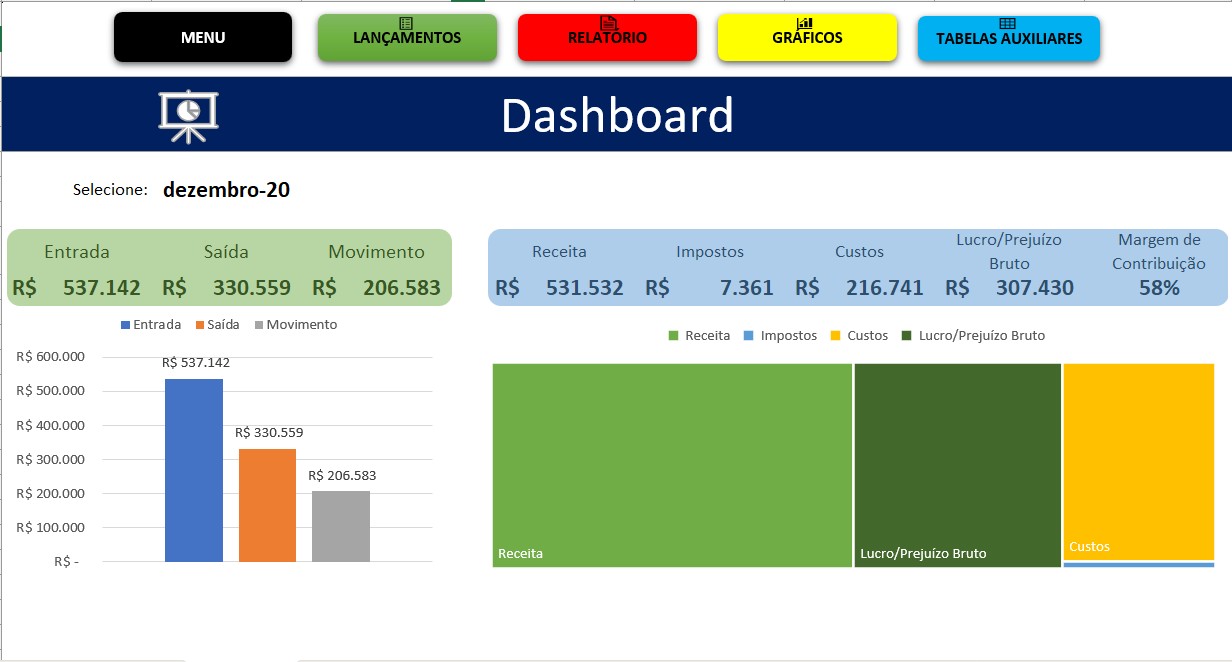 MENU
LANÇAMENTOS
RELATÓRIO
GRÁFICOS
TABELAS AUXILIARES
Dashboard
Selecione: dezembro-20
Entrada Saída Movimento
R$ 537.142 R$ 330.559 R$ 206.583
Receita Impostos Custos Lucro/Prejuízo Bruto Margem de Contribuição
R$ 531.532 R$ 7.361 R$ 216.741 R$ 307.430 58%
Entrada Saída Movimento
R$ 600.000
R$ 500.000
R$ 400.000
R$ 300.000
R$ 200.000
R$ 100.000
R$ -
R$ 537.142
R$ 330.559
R$ 206.583
Receita Impostos Custos Lucro/Prejuízo Bruto
Receita
Lucro/Prejuízo Bruto
Custos